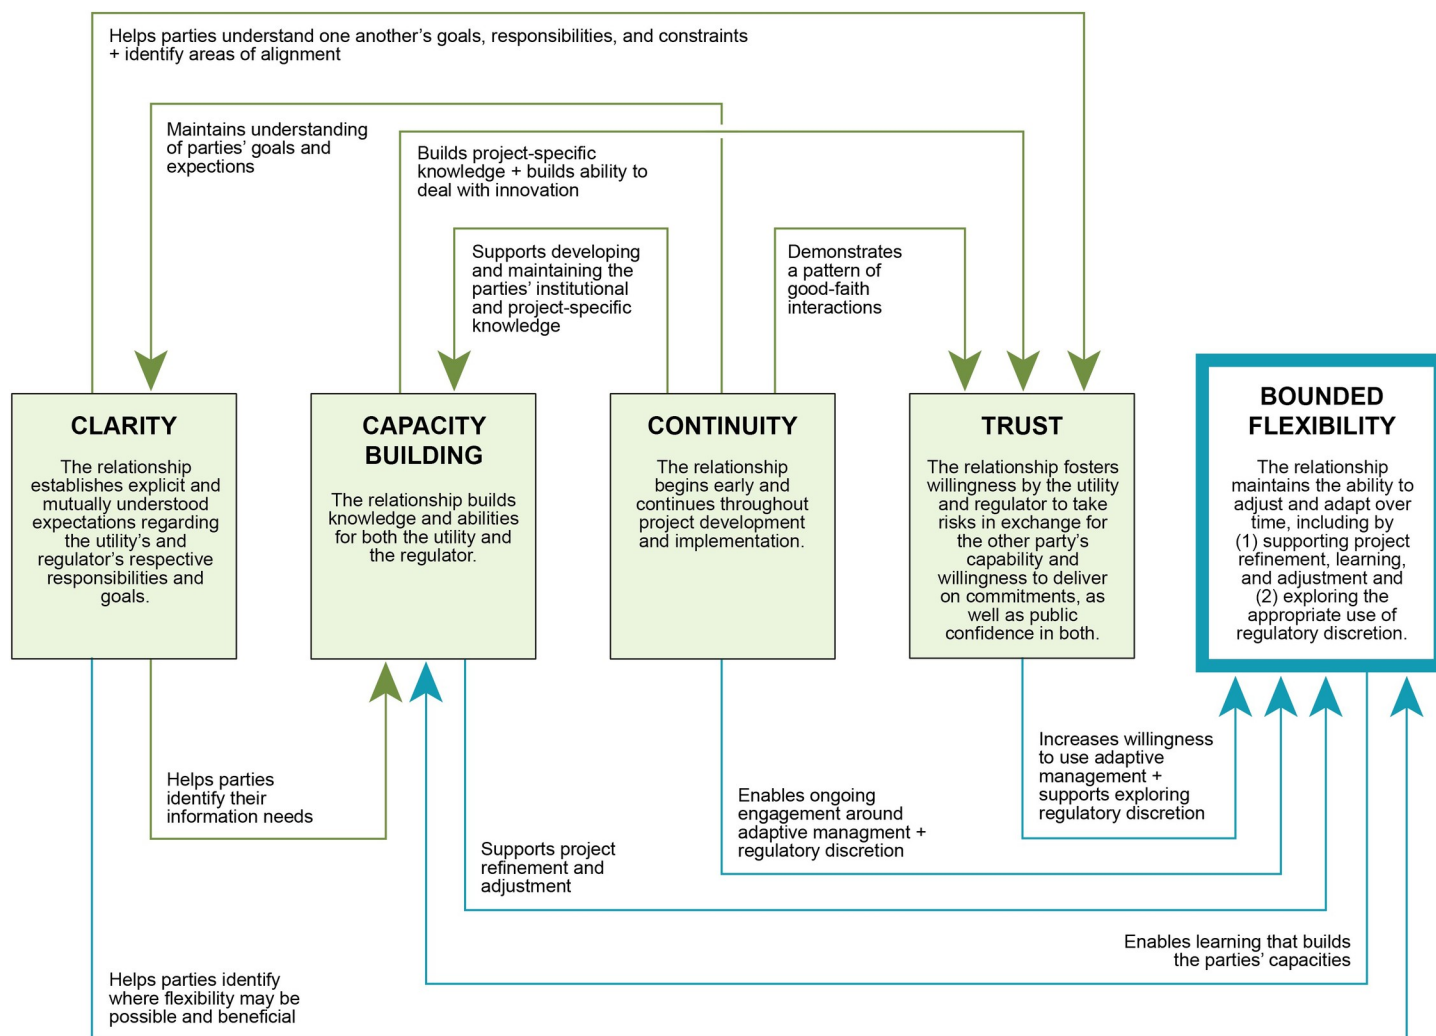 Helps parties understand one another’s goals, responsibilities, and constraints
+ identify areas of alignment
Maintains understanding
of parties’ goals and
expections
Builds project-specific
knowledge + builds ability to
deal with innovation
Supports developing
and maintaining the
parties’ institutional
and project-specific
knowledge
Demonstrates
a pattern of
good-faith
interactions
CLARITY
The relationship
establishes explicit and
mutually understood
expectations regarding
the utility’s and
regulator’s respective
responsibilities and
goals.
CAPACITY
BUILDING
The relationship builds
knowledge and abilities
for both the utility and
the regulator.
CONTINUITY
The relationship
begins early and
continues throughout
project development
and implementation.
TRUST
The relationship fosters
willingness by the utility
and regulator to take
risks in exchange for
the other party’s
capability and
willingness to deliver
on commitments, as
well as public
confidence in both.
BOUNDED
FLEXIBILITY
The relationship
maintains the ability to
adjust and adapt over
time, including by
(1) supporting project
refinement, learning,
and adjustment and
(2) exploring the
appropriate use of
regulatory discretion.
Helps parties
identify their
information needs
Supports project
refinement and
adjustment
Enables ongoing
engagement around
adaptive managment +
regulatory discretion
Increases willingness
to use adaptive
management +
supports exploring
regulatory discretion
Enables learning that builds
the parties’ capacities
Helps parties identify
where flexibility may be
possible and beneficial